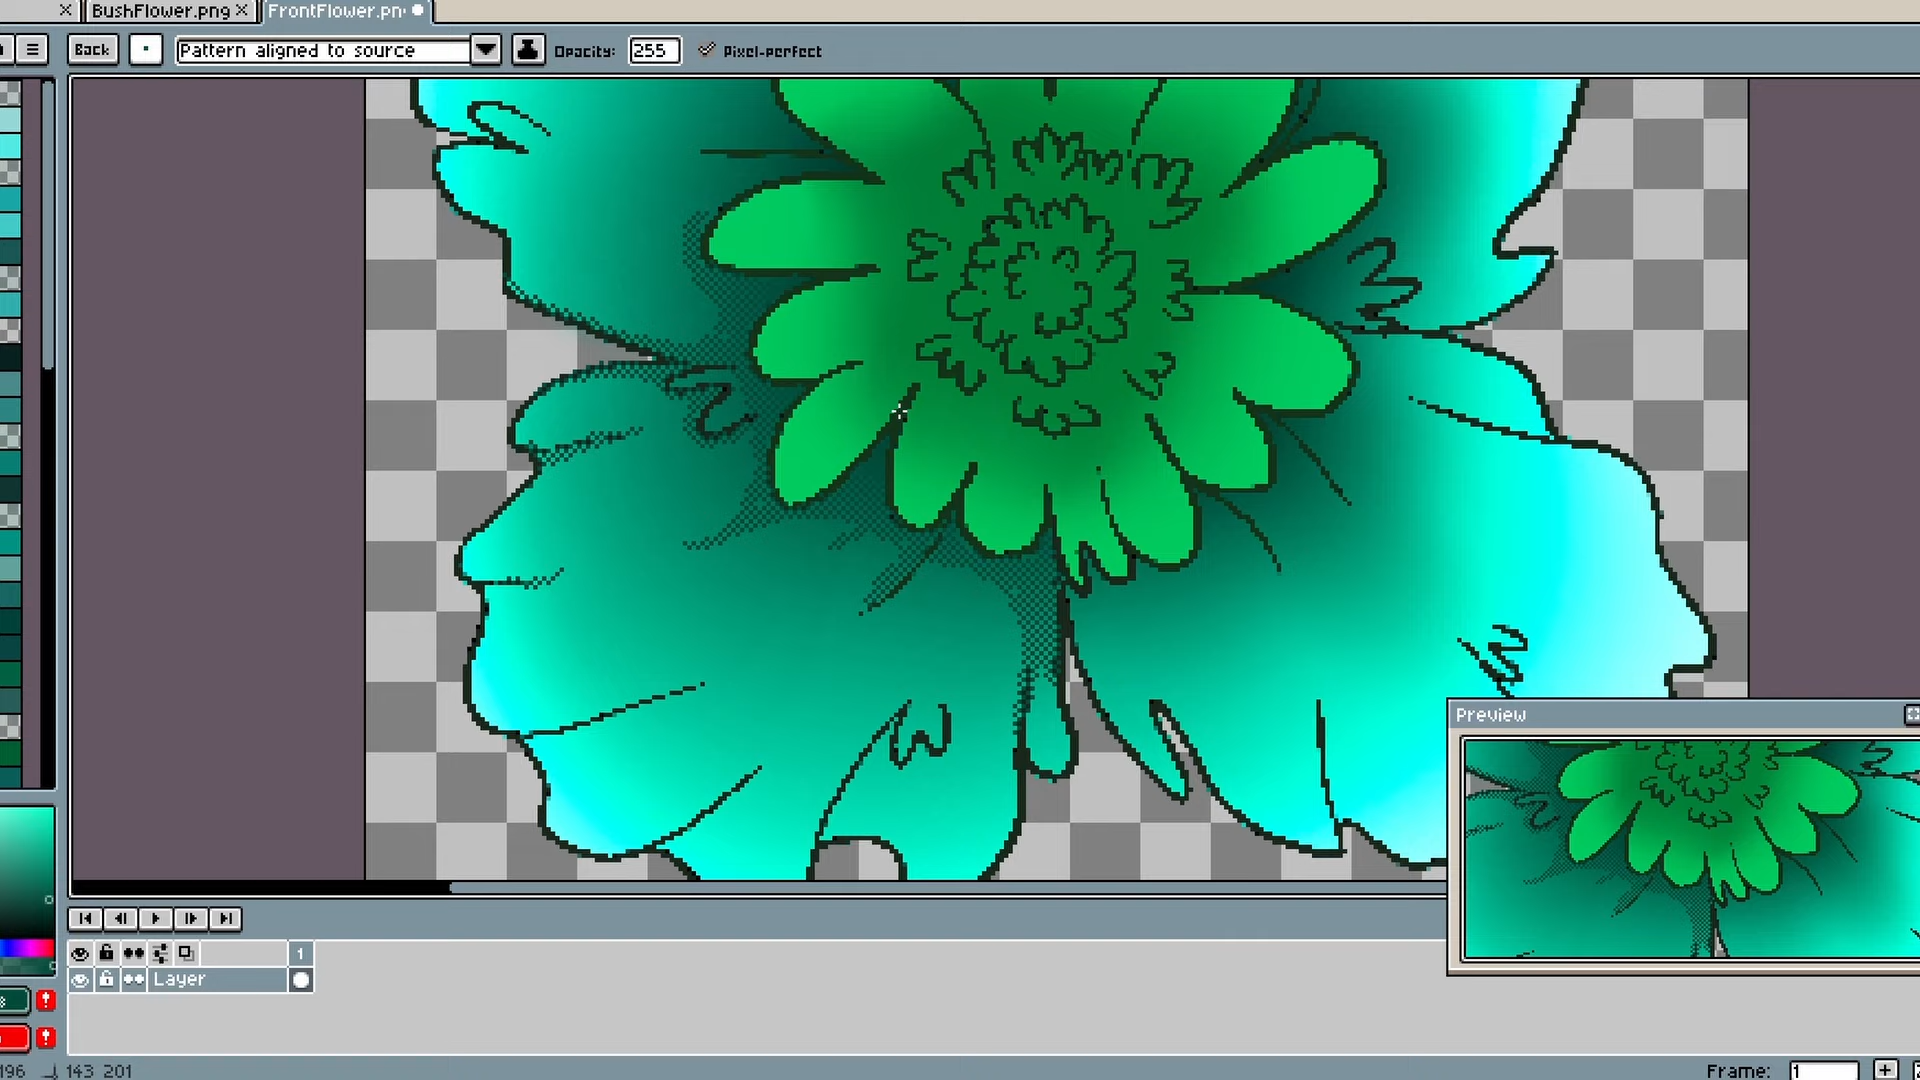 BushFlower.png
FrontFlower.pn
Back
Pattern aligned to source
Opacity:
255
Pixel-perfect
Preview
1
Layer
196
143 201
Frame:
1